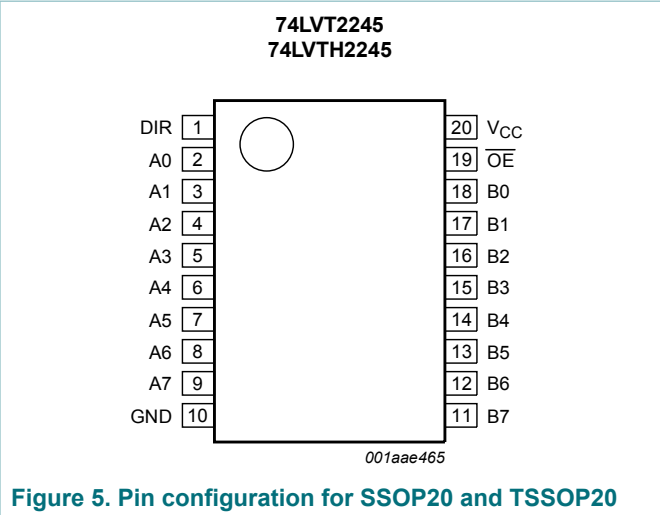 74LVT2245
74LVTH2245
DIR 1
20 VCC
A0 2
19 OE
A1 3
18 B0
A2 4
17 B1
A3 5
16 B2
A4 6
15 B3
A5 7
14 B4
A6 8
13 B5
A7 9
12 B6
GND 10
11 B7
001aae465
Figure 5. Pin configuration for SSOP20 and TSSOP20